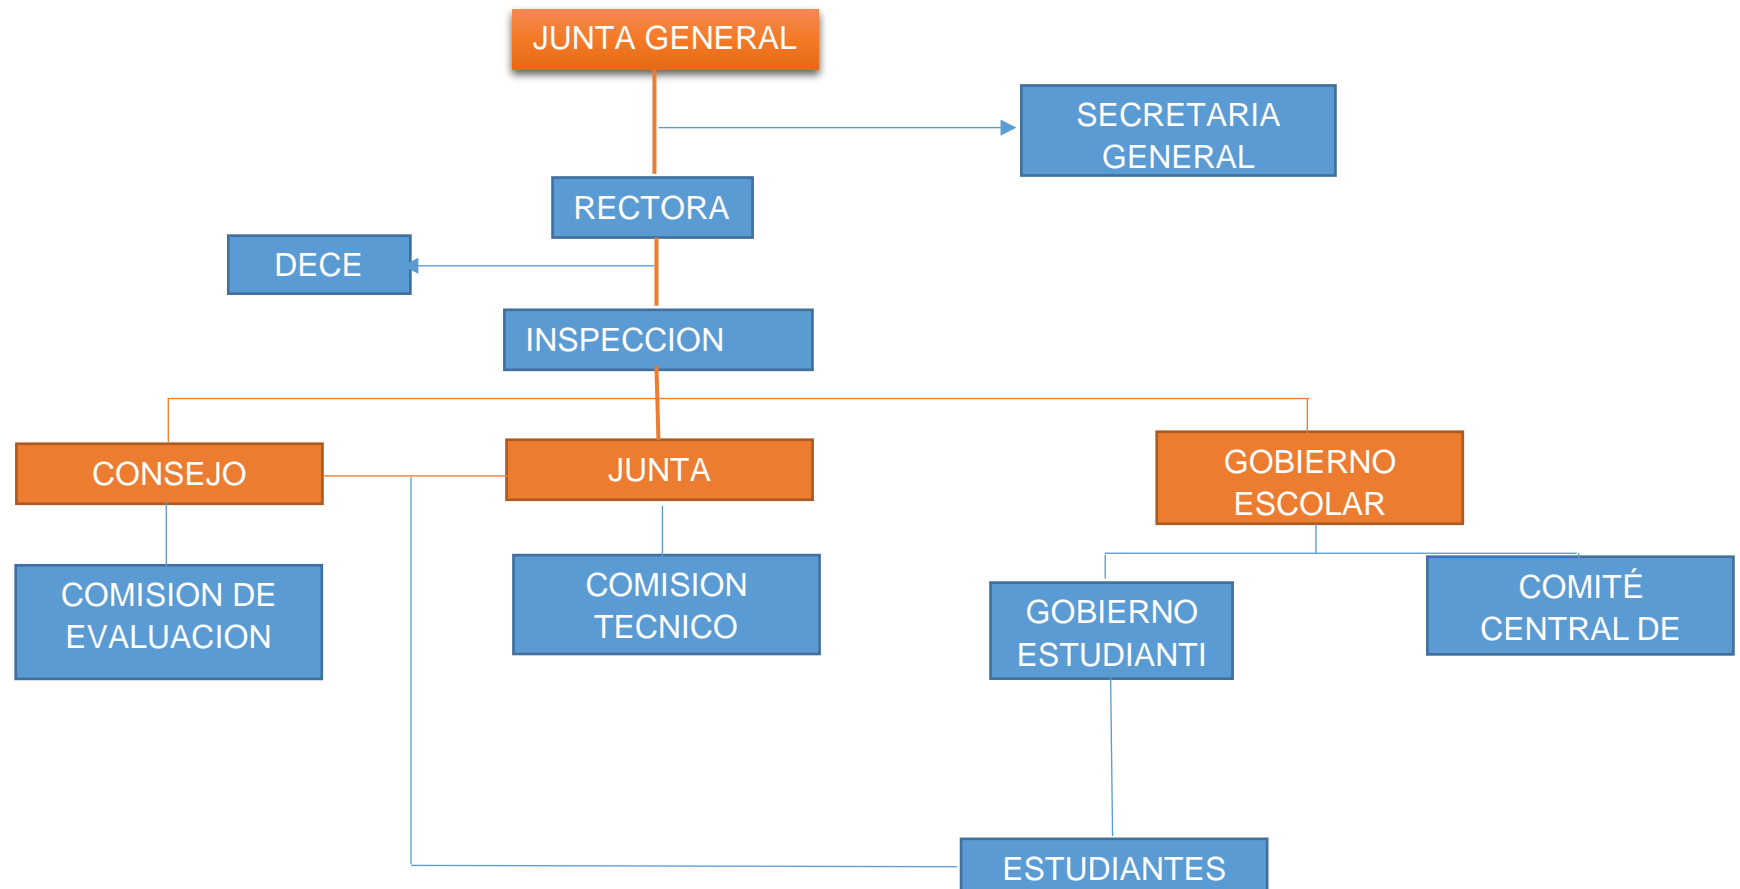 JUNTA GENERAL
SECRETARIA
GENERAL
RECTORA
DECE
INSPECCION
CONSEJO
JUNTA
GOBIERNO
ESCOLAR
COMISION DE
EVALUACION
COMISION
TECNICO
GOBIERNO
ESTUDIANTI
COMITÉ
CENTRAL DE
ESTUDIANTES